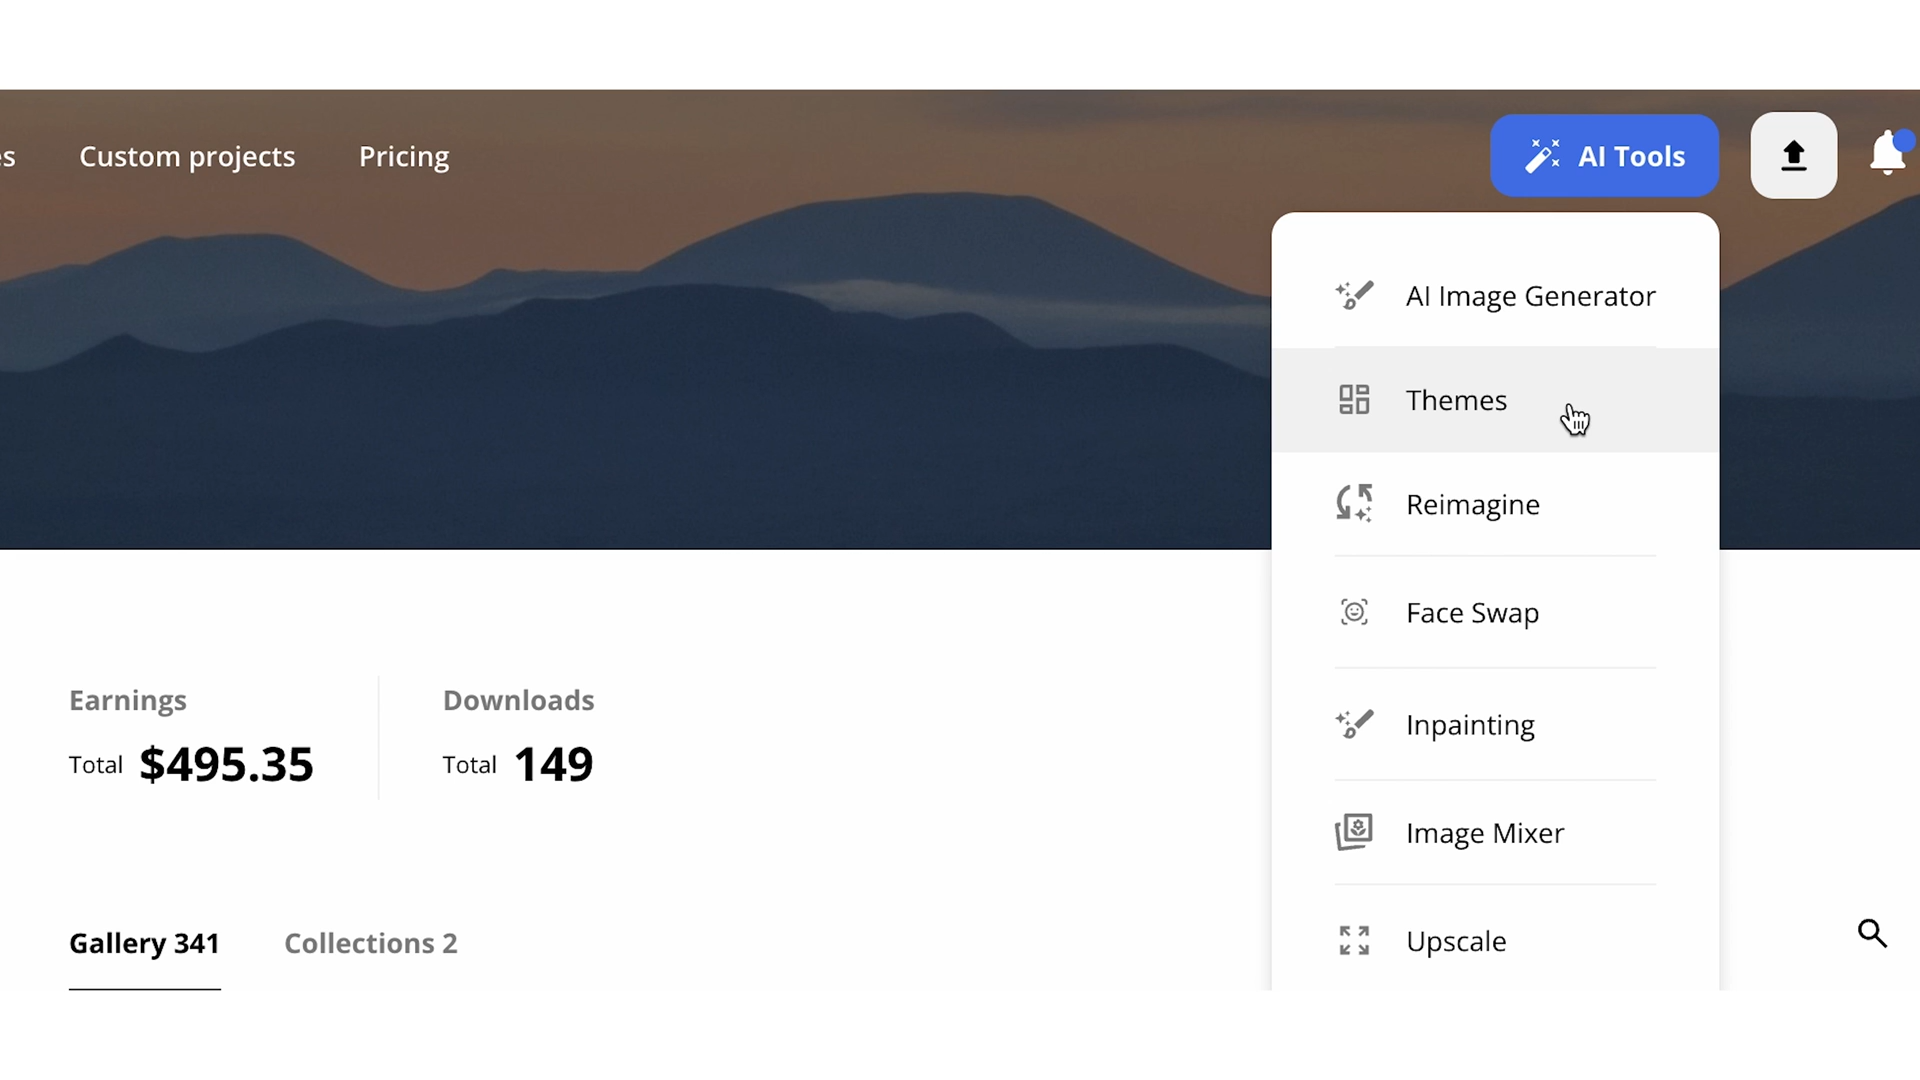 es Custom projects Pricing AI Tools
AI Image Generator
Themes
Reimagine
Face Swap
Inpainting
Image Mixer
Upscale
Earnings
Total $495.35
Downloads
Total 149
Gallery 341 Collections 2